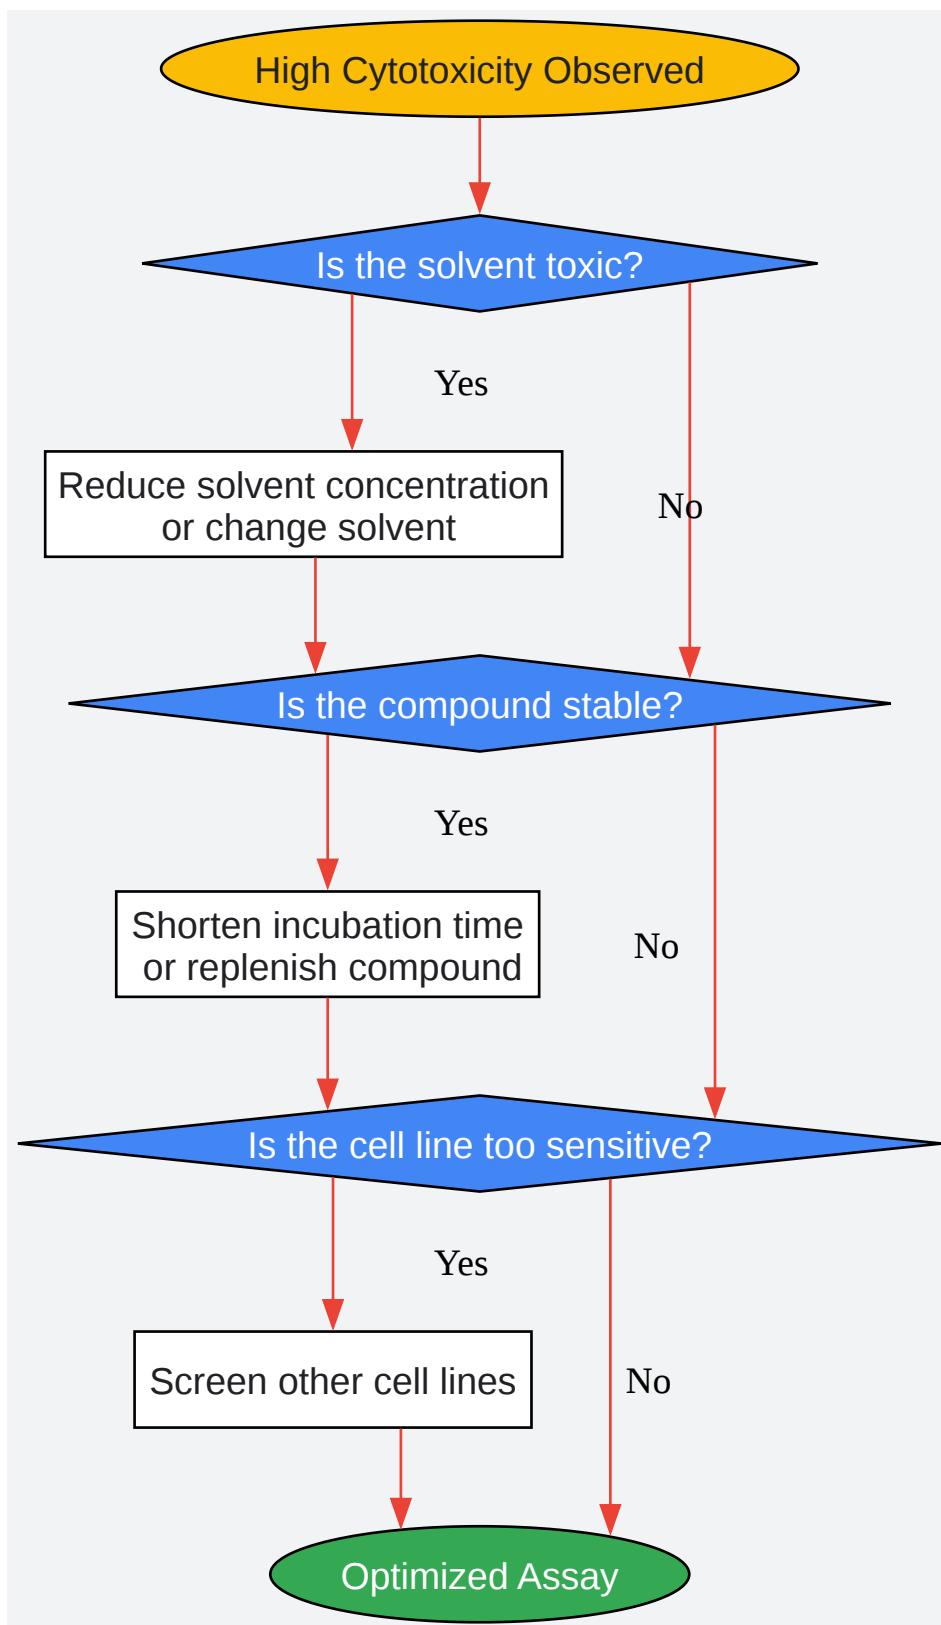 High Cytotoxicity Observed
Is the solvent toxic?
Yes
Reduce solvent concentration
or change solvent
No
Is the compound stable?
Yes
Shorten incubation time
or replenish compound
No
Is the cell line too sensitive?
Yes
Screen other cell lines
No
Optimized Assay